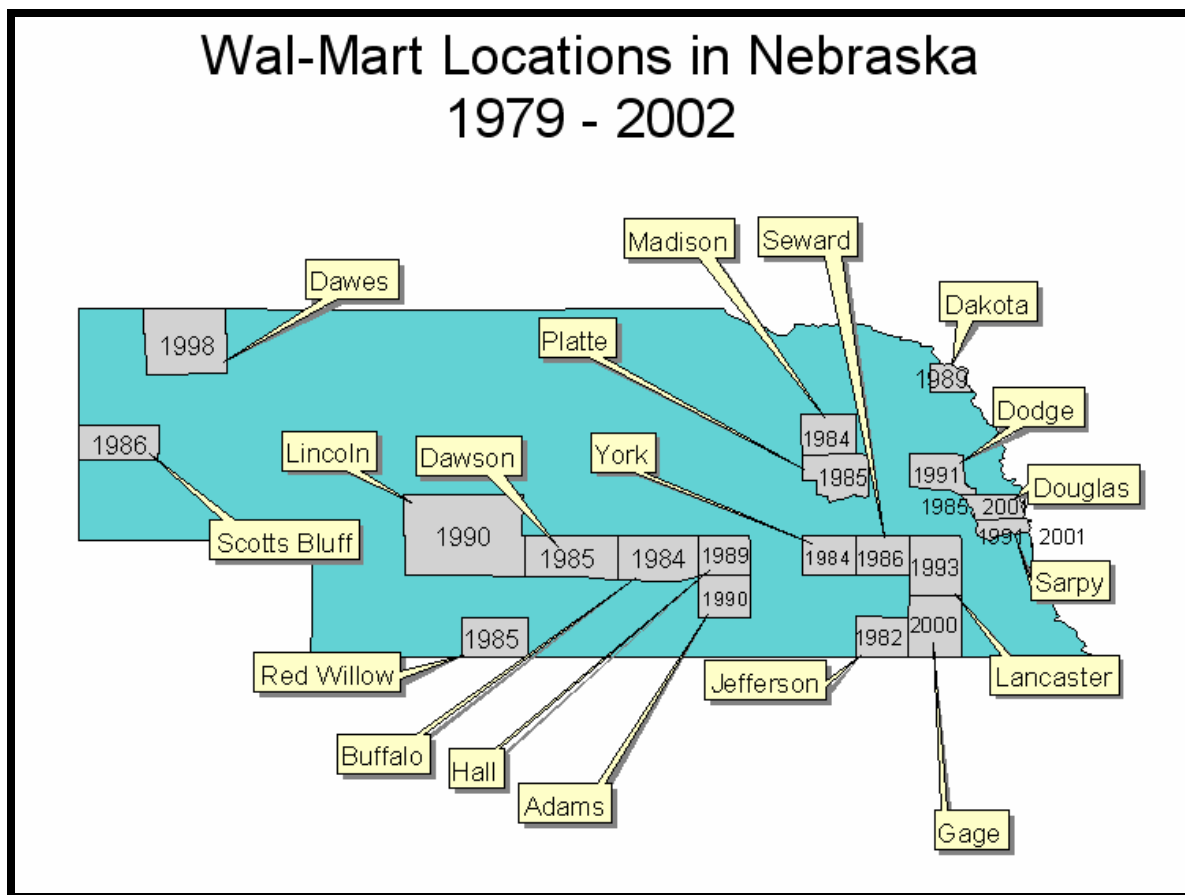 Wal-Mart Locations in Nebraska
1979 - 2002
Madison
Seward
Dawes
Dakota
Platte
1998
1989
Dodge
1984
1986
Lincoln
Dawson
York
1991
1985
Douglas
1985
2001
1990
Scotts Bluff
1991
2001
1985
1984
1989
1984
1986
1993
Sarpy
1990
1985
1982
2000
Red Willow
Jefferson
Lancaster
Buffalo
Hall
Adams
Gage